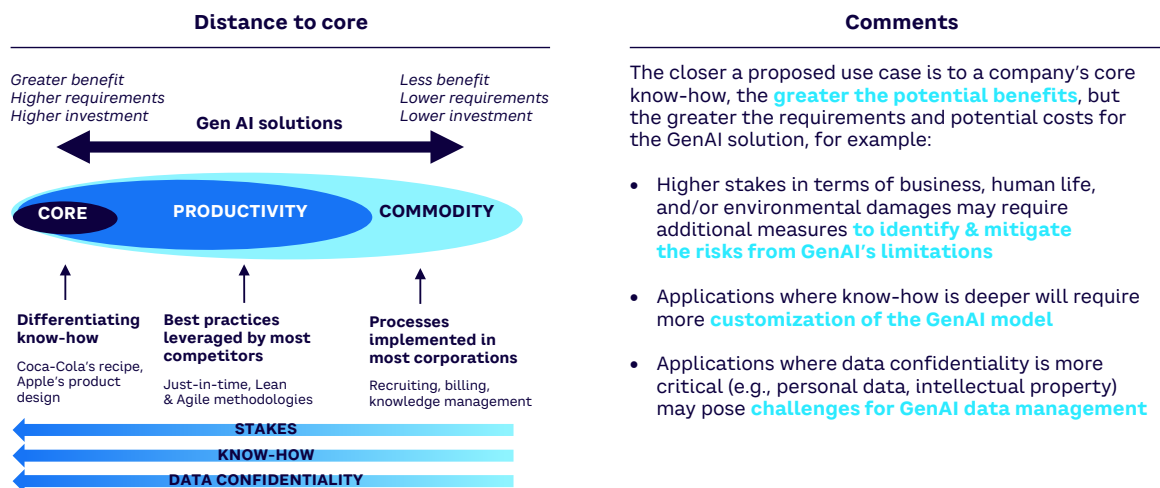 Distance to core
Greater benefit
Higher requirements
Higher investment
Less benefit
Lower requirements
Lower investment
Gen AI solutions
CORE
PRODUCTIVITY
COMMODITY
Differentiating
know-how
Coca-Cola's recipe,
Apple's product
design
Best practices
leveraged by most
competitors
Just-in-time, Lean
& Agile methodologies
Processes
implemented in
most corporations
Recruiting, billing,
knowledge management
STAKES
KNOW-HOW
DATA CONFIDENTIALITY
Comments
The closer a proposed use case is to a company's core
know-how, the greater the potential benefits, but
the greater the requirements and potential costs for
the GenAI solution, for example:
• Higher stakes in terms of business, human life,
and/or environmental damages may require
additional measures to identify & mitigate
the risks from GenAI's limitations
• Applications where know-how is deeper will require
more customization of the GenAI model
• Applications where data confidentiality is more
critical (e.g., personal data, intellectual property)
may pose challenges for GenAI data management